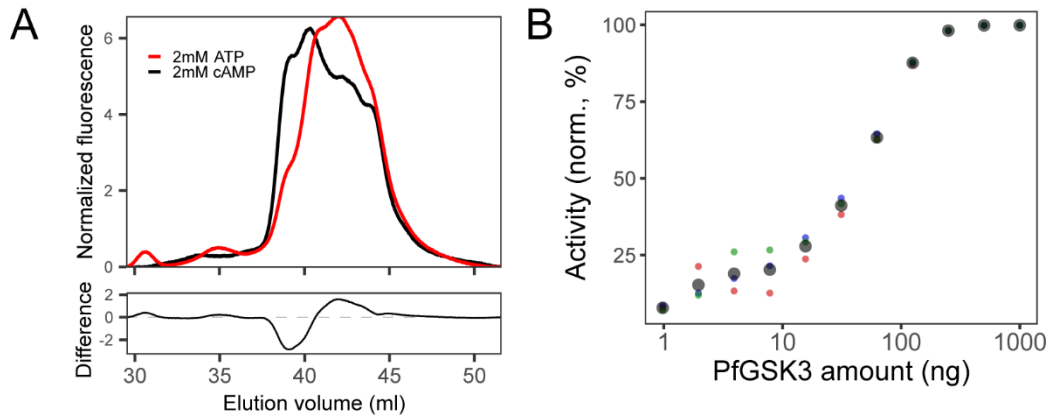 A
2mM ATP
2mM cAMP
Normalized fluorescence
6
4
2
0
Difference
2
0
-2
30
35
40
45
50
Elution volume (ml)
B
Activity (norm., %)
100
75
50
25
1
10
100
1000
PfGSK3 amount (ng)